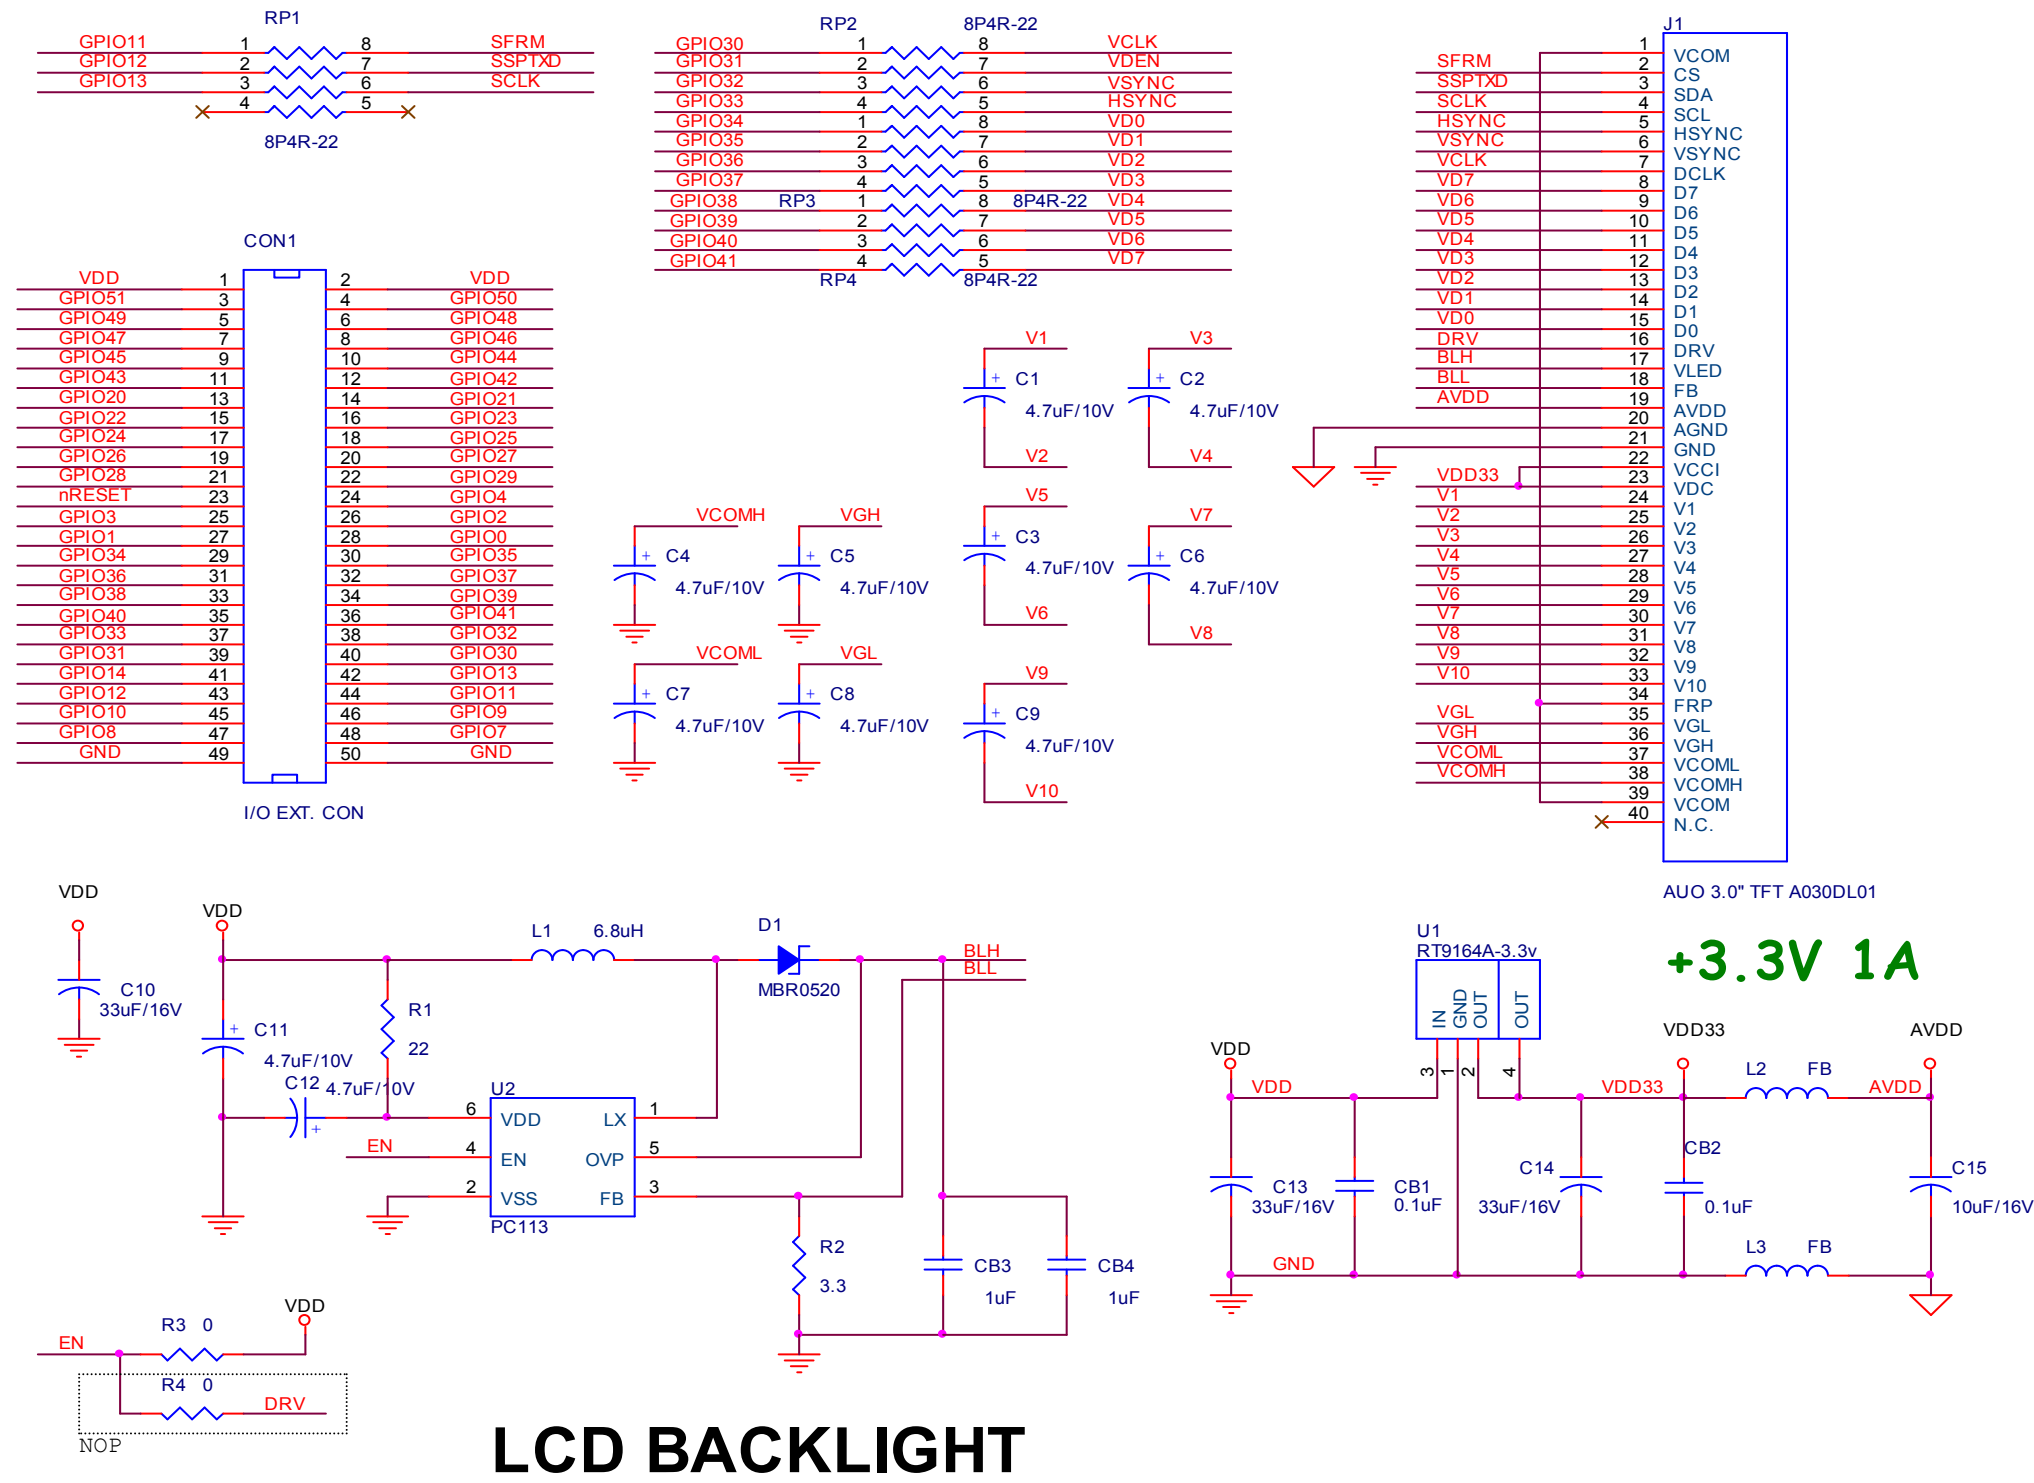 RP1
GPIO11 1 8 SFRM
GPIO12 2 7 SSPTXD
GPIO13 3 6 SCLK
4 5
8P4R-22
RP2 8P4R-22
GPIO30 1 8 VCLK
GPIO31 2 7 VDEN
GPIO32 3 6 VSYNC
GPIO33 4 5 HSYNC
GPIO34 1 8 VD0
GPIO35 2 7 VD1
GPIO36 3 6 VD2
GPIO37 4 5 VD3
GPIO38 RP3 1 8 8P4R-22 VD4
GPIO39 2 7 VD5
GPIO40 3 6 VD6
GPIO41 4 5 VD7
RP4 8P4R-22
J1
1 VCOM
SFRM 2 CS
SSPTXD 3 SDA
SCLK 4 SCL
HSYNC 5 HSYNC
VSYNC 6 VSYNC
VCLK 7 DCLK
VD7 8 D7
VD6 9 D6
VD5 10 D5
VD4 11 D4
VD3 12 D3
VD2 13 D2
VD1 14 D1
VD0 15 D0
DRV 16 DRV
BLH 17 VLED
BLL 18 FB
AVDD 19 AVDD
20 AGND
21 GND
22 VCCI
VDD33 23 VDC
V1 24 V1
V2 25 V2
V3 26 V3
V4 27 V4
V5 28 V5
V6 29 V6
V7 30 V7
V8 31 V8
V9 32 V9
V10 33 V10
34 FRP
VGL 35 VGL
VGH 36 VGH
VCOML 37 VCOML
VCOMH 38 VCOMH
39 VCOM
40 N.C.
AUO 3.0" TFT A030DL01
CON1
VDD 1 2 VDD
GPIO51 3 4 GPIO50
GPIO49 5 6 GPIO48
GPIO47 7 8 GPIO46
GPIO45 9 10 GPIO44
GPIO43 11 12 GPIO42
GPIO20 13 14 GPIO21
GPIO22 15 16 GPIO23
GPIO24 17 18 GPIO25
GPIO26 19 20 GPIO27
GPIO28 21 22 GPIO29
nRESET 23 24 GPIO4
GPIO3 25 26 GPIO2
GPIO1 27 28 GPIO0
GPIO34 29 30 GPIO35
GPIO36 31 32 GPIO37
GPIO38 33 34 GPIO39
GPIO40 35 36 GPIO41
GPIO33 37 38 GPIO32
GPIO31 39 40 GPIO30
GPIO14 41 42 GPIO13
GPIO12 43 44 GPIO11
GPIO10 45 46 GPIO9
GPIO8 47 48 GPIO7
GND 49 50 GND
I/O EXT. CON
V1 V3
+ C1 + C2
4.7uF/10V 4.7uF/10V
V2 V4
V5
VCOMH VGH V7
+ C4 + C5 + C3 + C6
4.7uF/10V 4.7uF/10V 4.7uF/10V 4.7uF/10V
V6
V8
VCOML VGL V9
+ C7 + C8 + C9
4.7uF/10V 4.7uF/10V 4.7uF/10V
V10
VDD
C10
33uF/16V
VDD
L1 6.8uH
D1
MBR0520
BLH
BLL
+ C11
4.7uF/10V
R1
22
C12 4.7uF/10V
+
U2
6 VDD LX 1
EN 4 EN OVP 5
2 VSS FB 3
PC113
R2
3.3
CB3
1uF
CB4
1uF
VDD
R3 0
EN
R4 0
DRV
NOP
LCD BACKLIGHT
U1
RT9164A-3.3v
+3.3V 1A
IN GND OUT OUT
3 1 2 4
VDD VDD33 AVDD
VDD VDD33 L2 FB AVDD
C13
33uF/16V
CB1
0.1uF
C14
33uF/16V
CB2
0.1uF
C15
10uF/16V
GND L3 FB